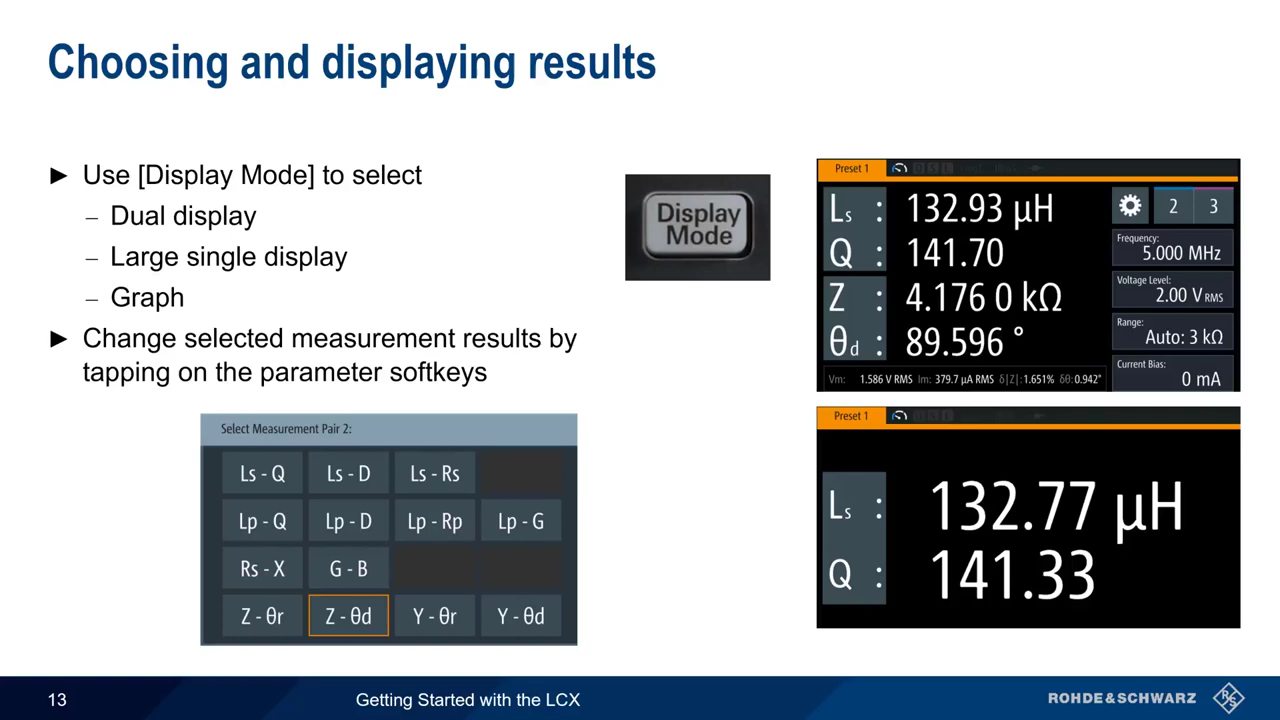 Choosing and displaying results
► Use [Display Mode] to select
– Dual display
– Large single display
– Graph
► Change selected measurement results by
tapping on the parameter softkeys
Display
Mode
Select Measurement Pair 2:
Ls - Q Ls - D Ls - Rs
Lp - Q Lp - D Lp - Rp Lp - G
Rs - X G - B
Z - θr Z - θd Y - θr Y - θd
Preset 1
Ls : 132.93 µH
Q : 141.70
Z : 4.176 0 kΩ
θd : 89.596 °
2 3
Frequency:
5.000 MHz
Voltage Level:
2.00 V RMS
Range:
Auto: 3 kΩ
Current Bias:
0 mA
Vm: 1.586 V RMS Im: 379.7 µA RMS δ|Z|: 1.651% δθ: 0.942°
Preset 1
Ls : 132.77 µH
Q : 141.33
13
Getting Started with the LCX
ROHDE & SCHWARZ
R S